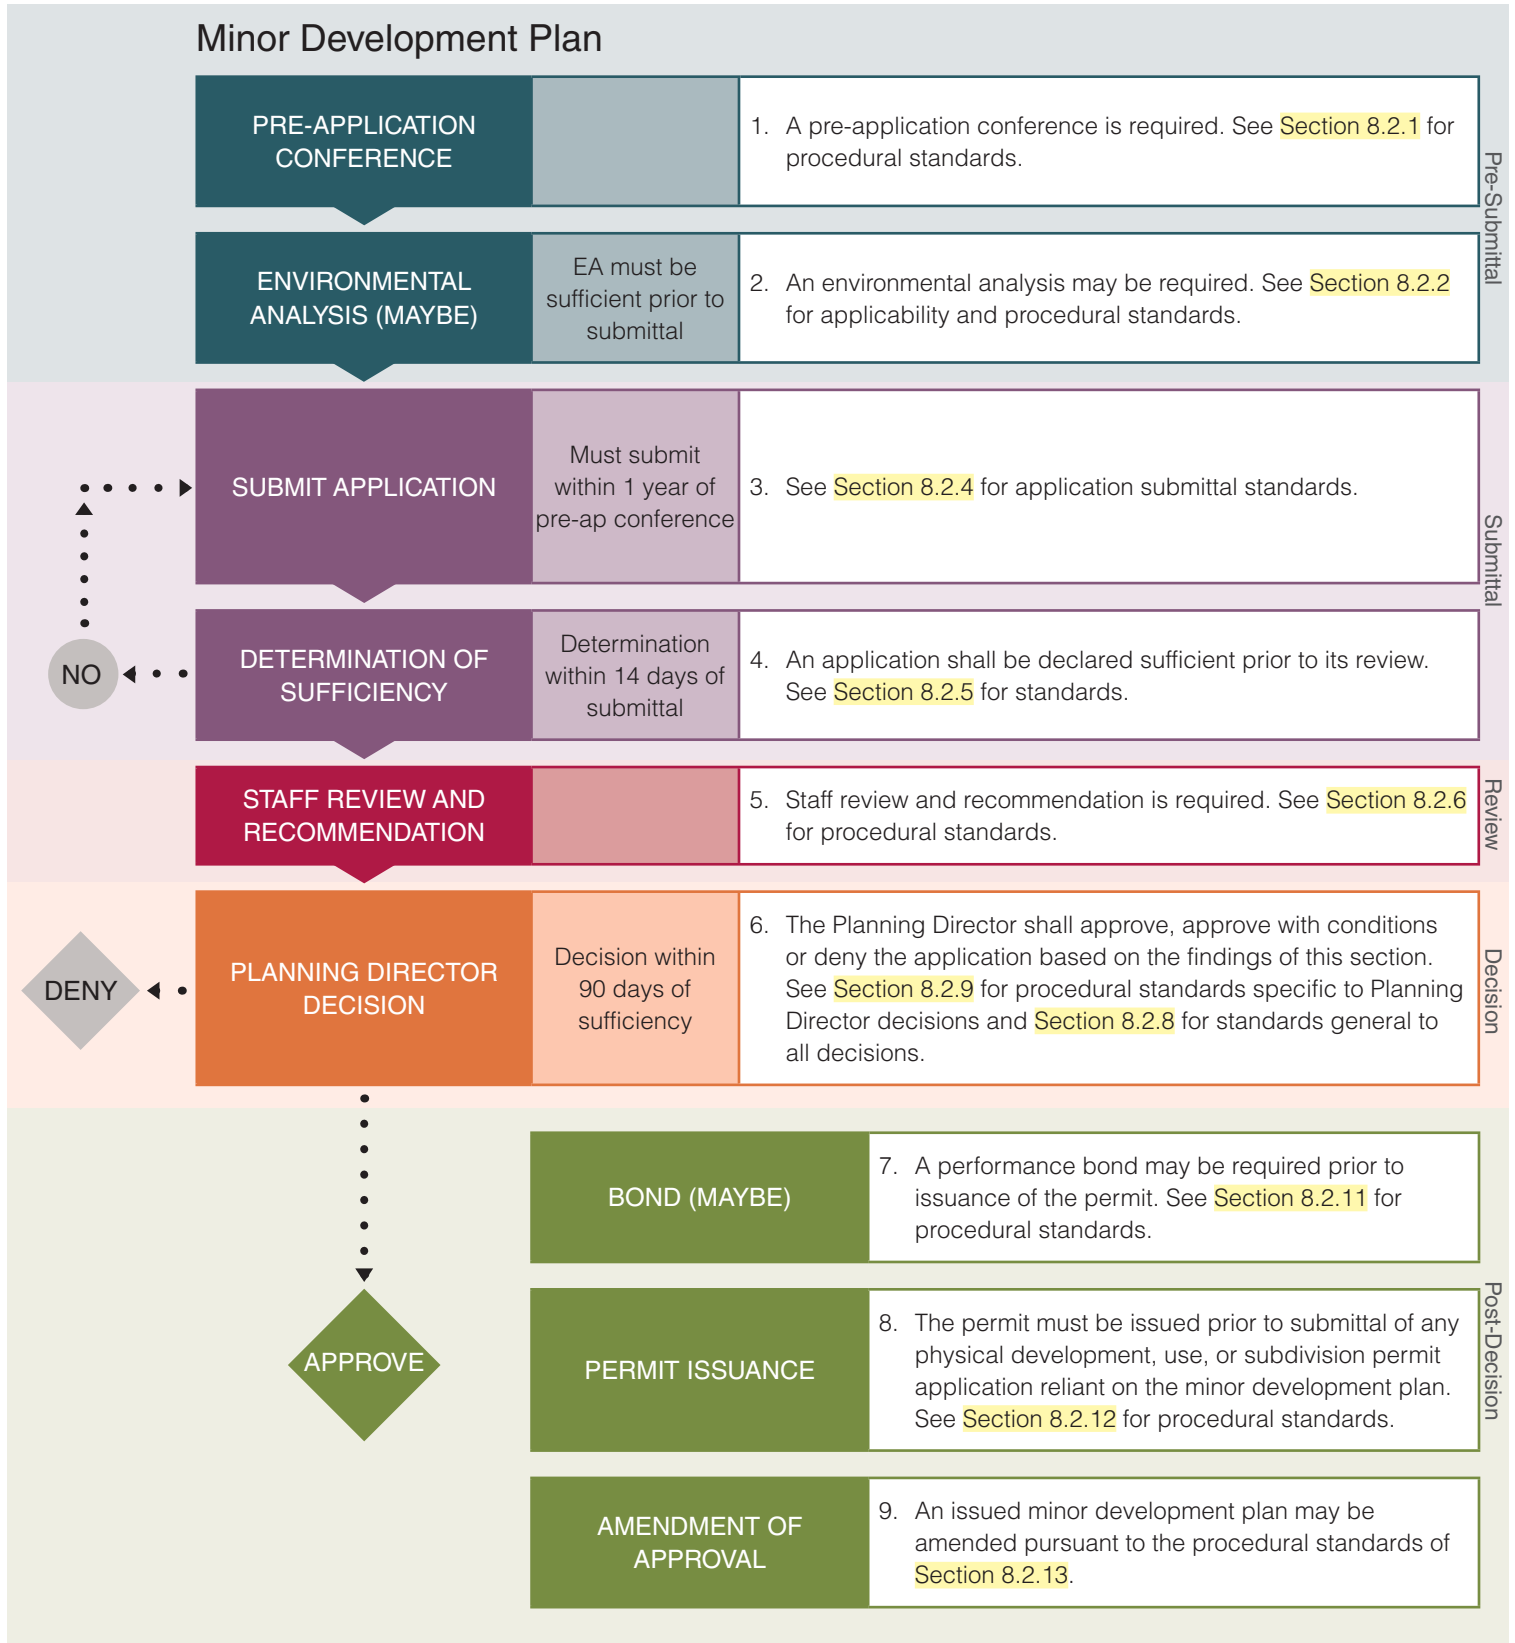 Minor Development Plan
PRE-APPLICATION
CONFERENCE
1. A pre-application conference is required. See Section 8.2.1 for
procedural standards.
Pre-Submittal
ENVIRONMENTAL
ANALYSIS (MAYBE)
EA must be
sufficient prior to
submittal
2. An environmental analysis may be required. See Section 8.2.2
for applicability and procedural standards.
SUBMIT APPLICATION
Must submit
within 1 year of
pre-ap conference
3. See Section 8.2.4 for application submittal standards.
Submittal
NO
DETERMINATION OF
SUFFICIENCY
Determination
within 14 days of
submittal
4. An application shall be declared sufficient prior to its review.
See Section 8.2.5 for standards.
STAFF REVIEW AND
RECOMMENDATION
5. Staff review and recommendation is required. See Section 8.2.6
for procedural standards.
Review
DENY
PLANNING DIRECTOR
DECISION
Decision within
90 days of
sufficiency
6. The Planning Director shall approve, approve with conditions
or deny the application based on the findings of this section.
See Section 8.2.9 for procedural standards specific to Planning
Director decisions and Section 8.2.8 for standards general to
all decisions.
Decision
BOND (MAYBE)
7. A performance bond may be required prior to
issuance of the permit. See Section 8.2.11 for
procedural standards.
APPROVE
PERMIT ISSUANCE
8. The permit must be issued prior to submittal of any
physical development, use, or subdivision permit
application reliant on the minor development plan.
See Section 8.2.12 for procedural standards.
Post-Decision
AMENDMENT OF
APPROVAL
9. An issued minor development plan may be
amended pursuant to the procedural standards of
Section 8.2.13.